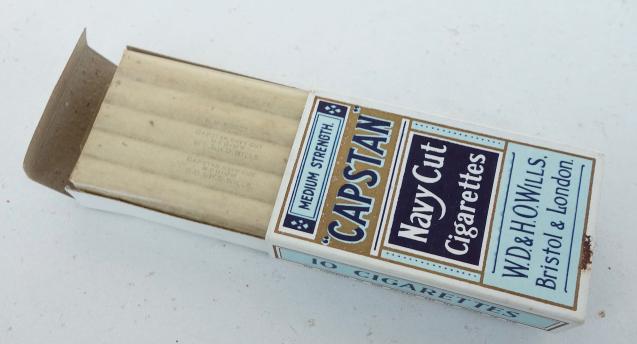 MEDIUM STRENGTH.
"CAPSTAN"
Navy Cut
Cigarettes
W.D.& H.O.WILLS,
Bristol & London.
10 CIGARETTES